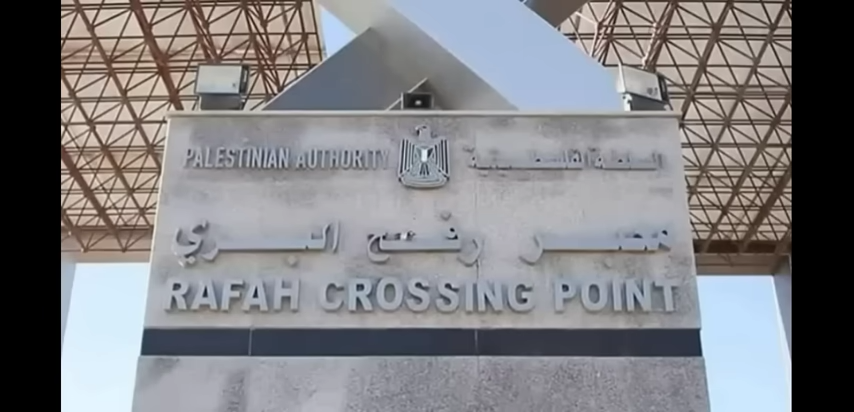 PALESTINIAN AUTHORITY السلطة الفلسطينية
معبر رفح البري
RAFAH CROSSING POINT